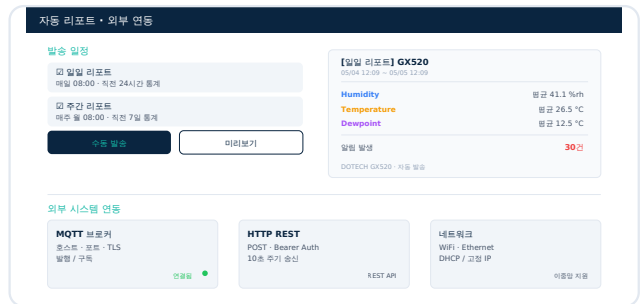 자동 리포트 • 외부 연동
발송 일정
☑ 일일 리포트
매일 08:00 · 직전 24시간 통계
☑ 주간 리포트
매주 월 08:00 · 직전 7일 통계
수동 발송
미리보기
[일일 리포트] GX520
05/04 12:09 ~ 05/05 12:09
Humidity 평균 41.1 %rh
Temperature 평균 26.5 °C
Dewpoint 평균 12.5 °C
알림 발생 30건
DOTECH GX520 · 자동 발송
외부 시스템 연동
MQTT 브로커
호스트 · 포트 · TLS
발행 / 구독
연결됨
HTTP REST
POST · Bearer Auth
10초 주기 송신
REST API
네트워크
WiFi · Ethernet
DHCP / 고정 IP
이중망 지원